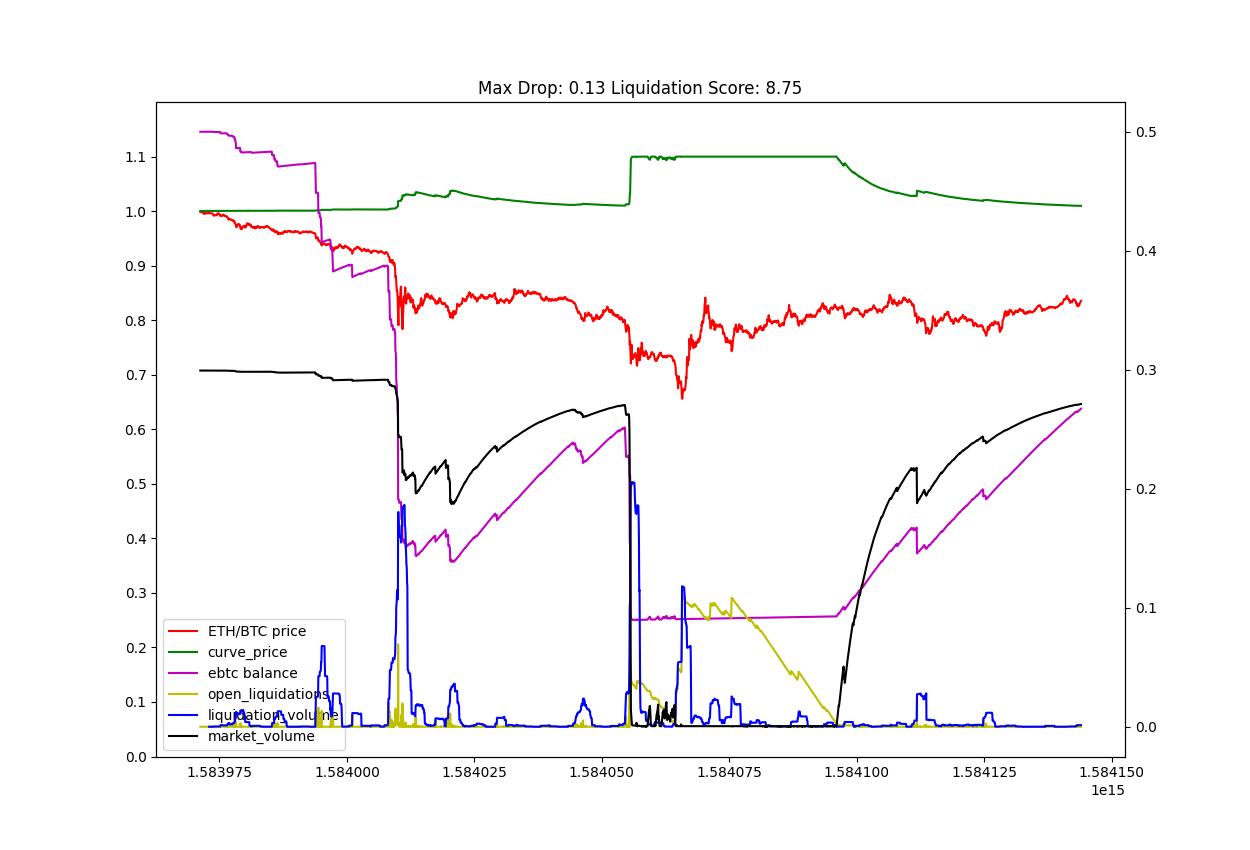 Max Drop: 0.13 Liquidation Score: 8.75
1.1
1.0
0.9
0.8
0.7
0.6
0.5
0.4
0.3
0.2
0.1
0.0
0.5
0.4
0.3
0.2
0.1
0.0
ETH/BTC price
curve_price
ebtc balance
open_liquidations
liquidation_volume
market_volume
1.583975 1.584000 1.584025 1.584050 1.584075 1.584100 1.584125 1.584150
1e15